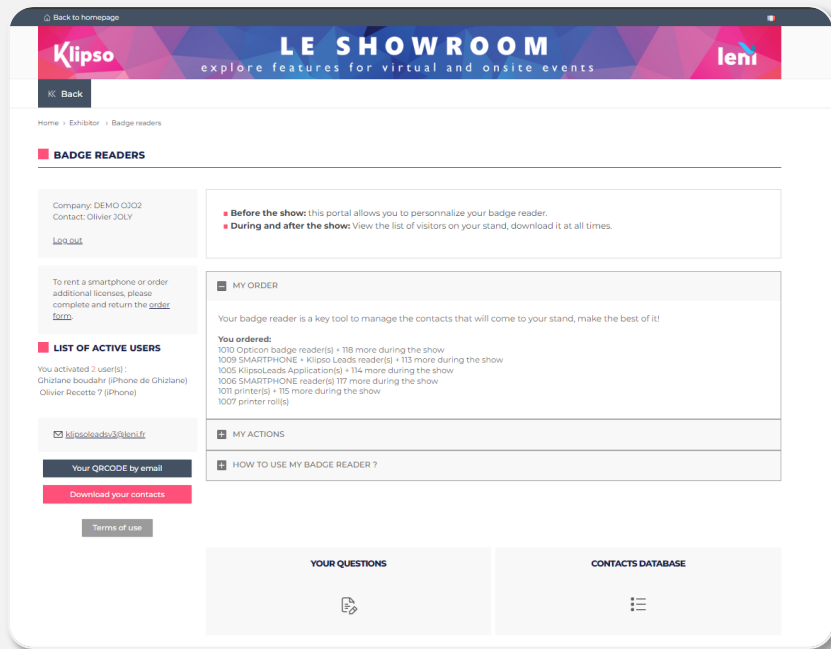 Back to homepage
Klipso
LE SHOWROOM
explore features for virtual and onsite events
leni
Back
Home › Exhibitor › Badge readers
BADGE READERS
Company: DEMO OJO2
Contact: Olivier JOLY
Log out
Before the show: this portal allows you to personnalize your badge reader.
During and after the show: View the list of visitors on your stand, download it at all times.
To rent a smartphone or order
additional licenses, please
complete and return the order
form.
LIST OF ACTIVE USERS
You activated 2 user(s) :
Ghizlane boudahr (iPhone de Ghizlane)
Olivier Recette 7 (iPhone)
klipsoleadsv3@leni.fr
Your QRCODE by email
Download your contacts
Terms of use
MY ORDER
Your badge reader is a key tool to manage the contacts that will come to your stand, make the best of it!
You ordered:
1010 Opticon badge reader(s) + 118 more during the show
1009 SMARTPHONE + Klipso Leads reader(s) + 113 more during the show
1005 KlipsoLeads Application(s) + 114 more during the show
1006 SMARTPHONE reader(s) 117 more during the show
1011 printer(s) + 115 more during the show
1007 printer roll(s)
MY ACTIONS
HOW TO USE MY BADGE READER ?
YOUR QUESTIONS
CONTACTS DATABASE